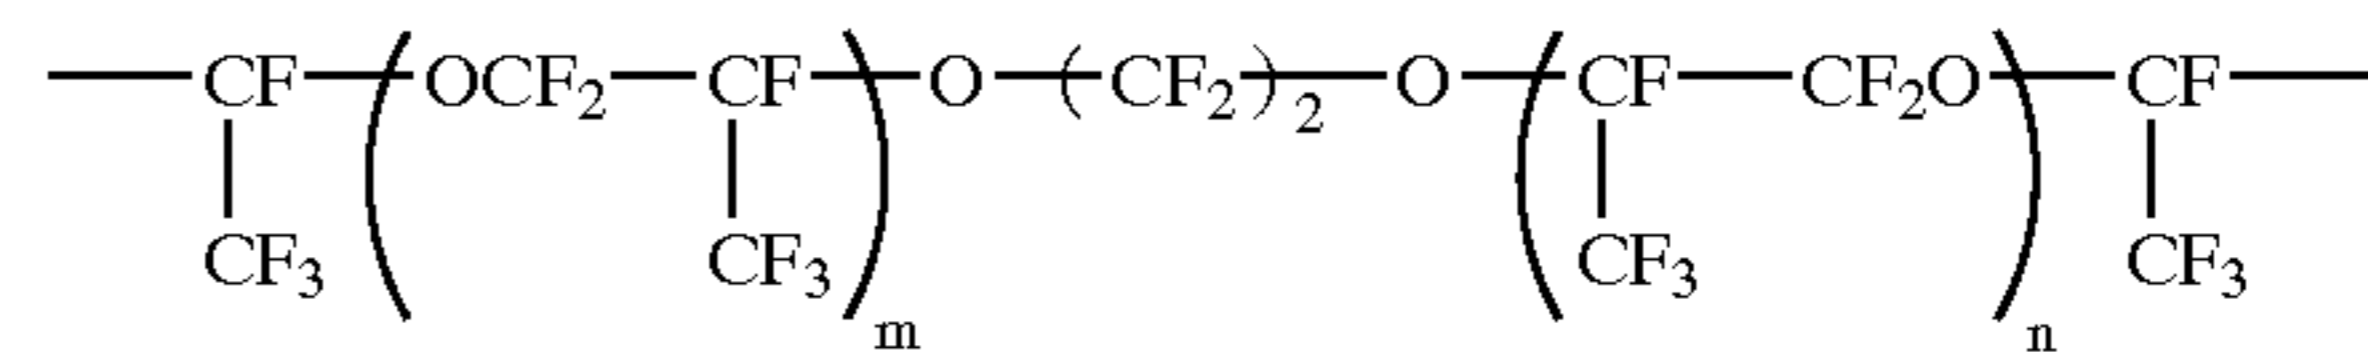 CF OCF2 CF O (CF2)2 O CF CF2O CF
CF3 CF3 CF3 CF3
m n